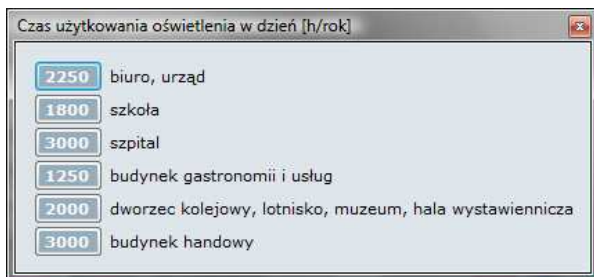 Czas użytkowania oświetlenia w dzień [h/rok]
2250 biuro, urząd
1800 szkoła
3000 szpital
1250 budynek gastronomii i usług
2000 dworzec kolejowy, lotnisko, muzeum, hala wystawiennicza
3000 budynek handowy